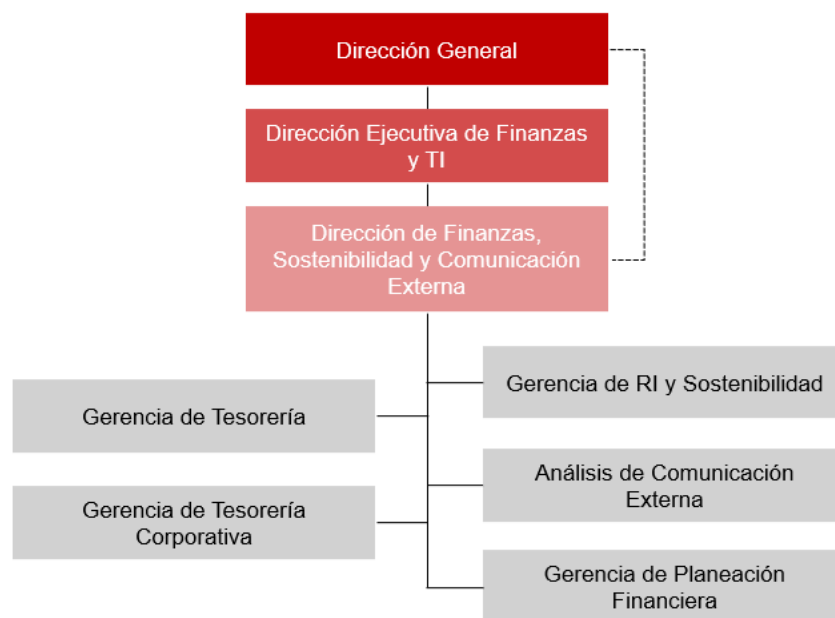 Dirección General
Dirección Ejecutiva de Finanzas
y TI
Dirección de Finanzas,
Sostenibilidad y Comunicación
Externa
Gerencia de RI y Sostenibilidad
Gerencia de Tesorería
Análisis de Comunicación
Externa
Gerencia de Tesorería
Corporativa
Gerencia de Planeación
Financiera